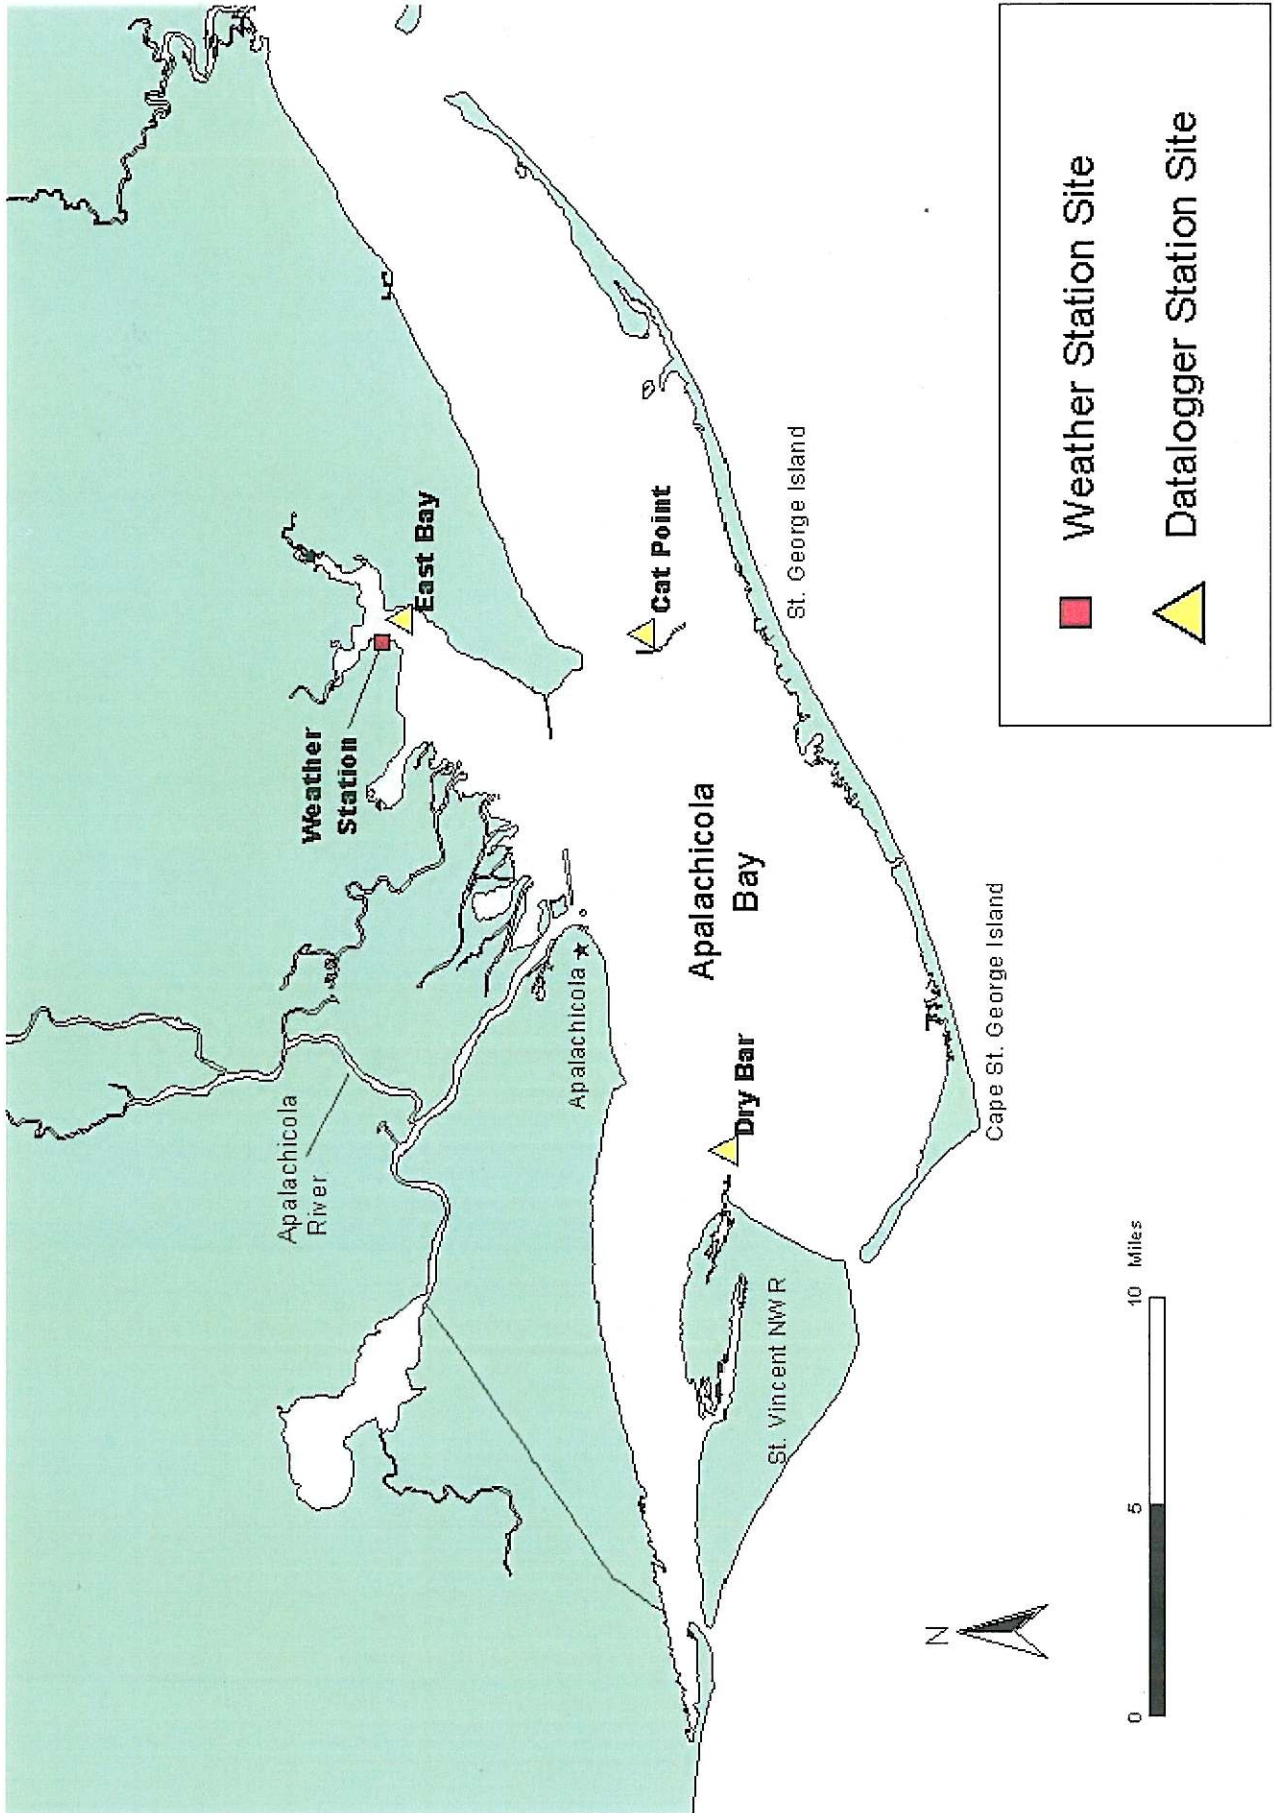 Weather
Station
East Bay
Apalachicola
River
Apalachicola
Cat Point
Apalachicola
Bay
Dry Bar
St. George Island
St. Vincent NWR
Cape St. George Island
N
0 5 10 Miles
Weather Station Site
Datalogger Station Site